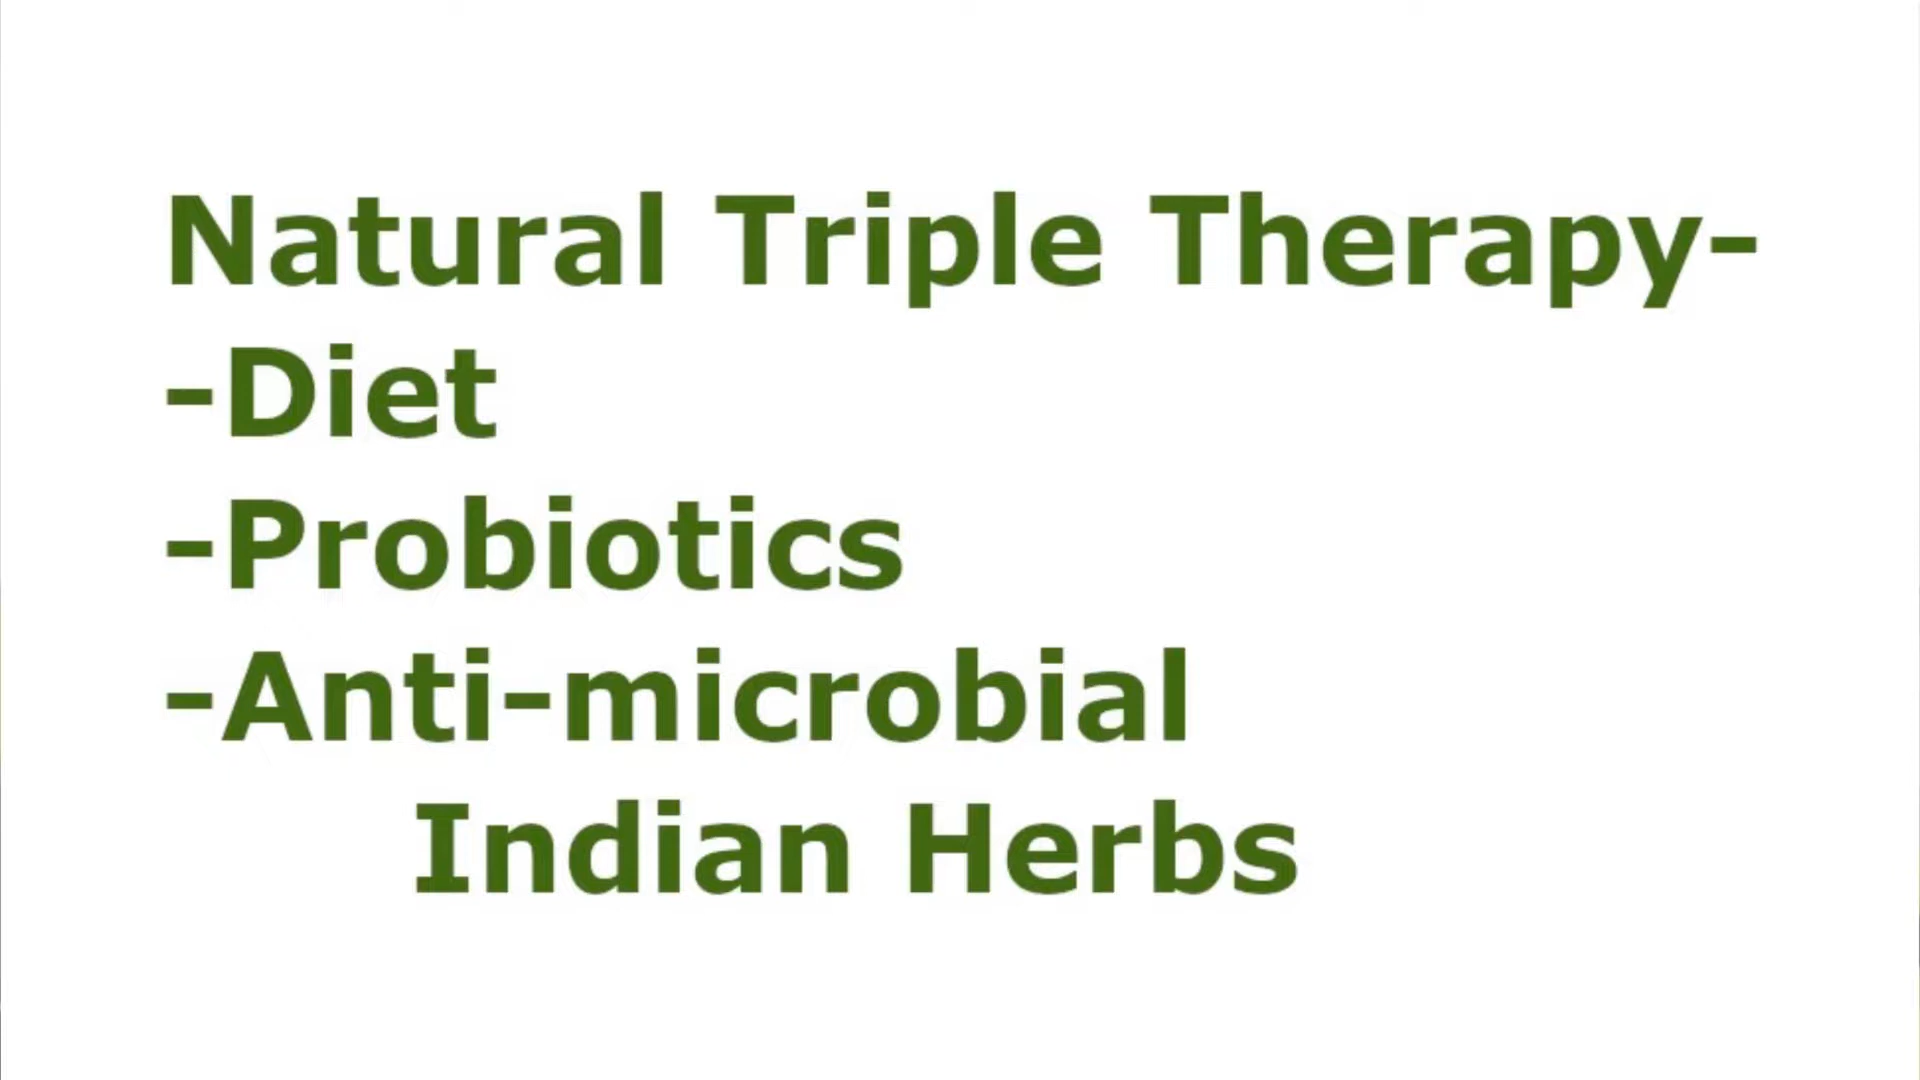 Natural Triple Therapy-
-Diet
-Probiotics
-Anti-microbial
Indian Herbs